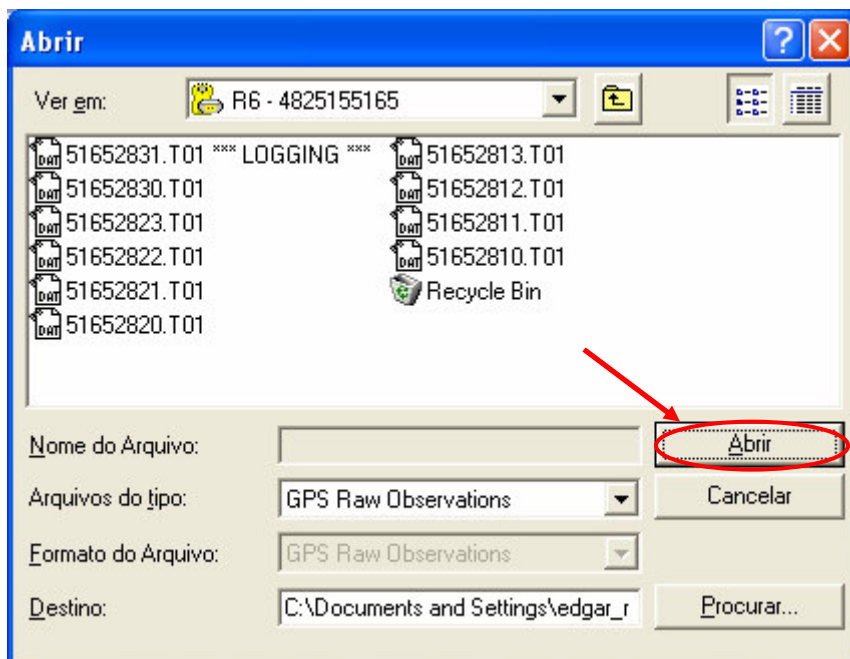 Abrir
Ver em: R6 - 4825155165
51652831.T01 *** LOGGING ***
51652830.T01
51652823.T01
51652822.T01
51652821.T01
51652820.T01
51652813.T01
51652812.T01
51652811.T01
51652810.T01
Recycle Bin
Nome do Arquivo: Abrir
Arquivos do tipo: GPS Raw Observations Cancelar
Formato do Arquivo: GPS Raw Observations
Destino: C:\Documents and Settings\edgar_r Procurar...